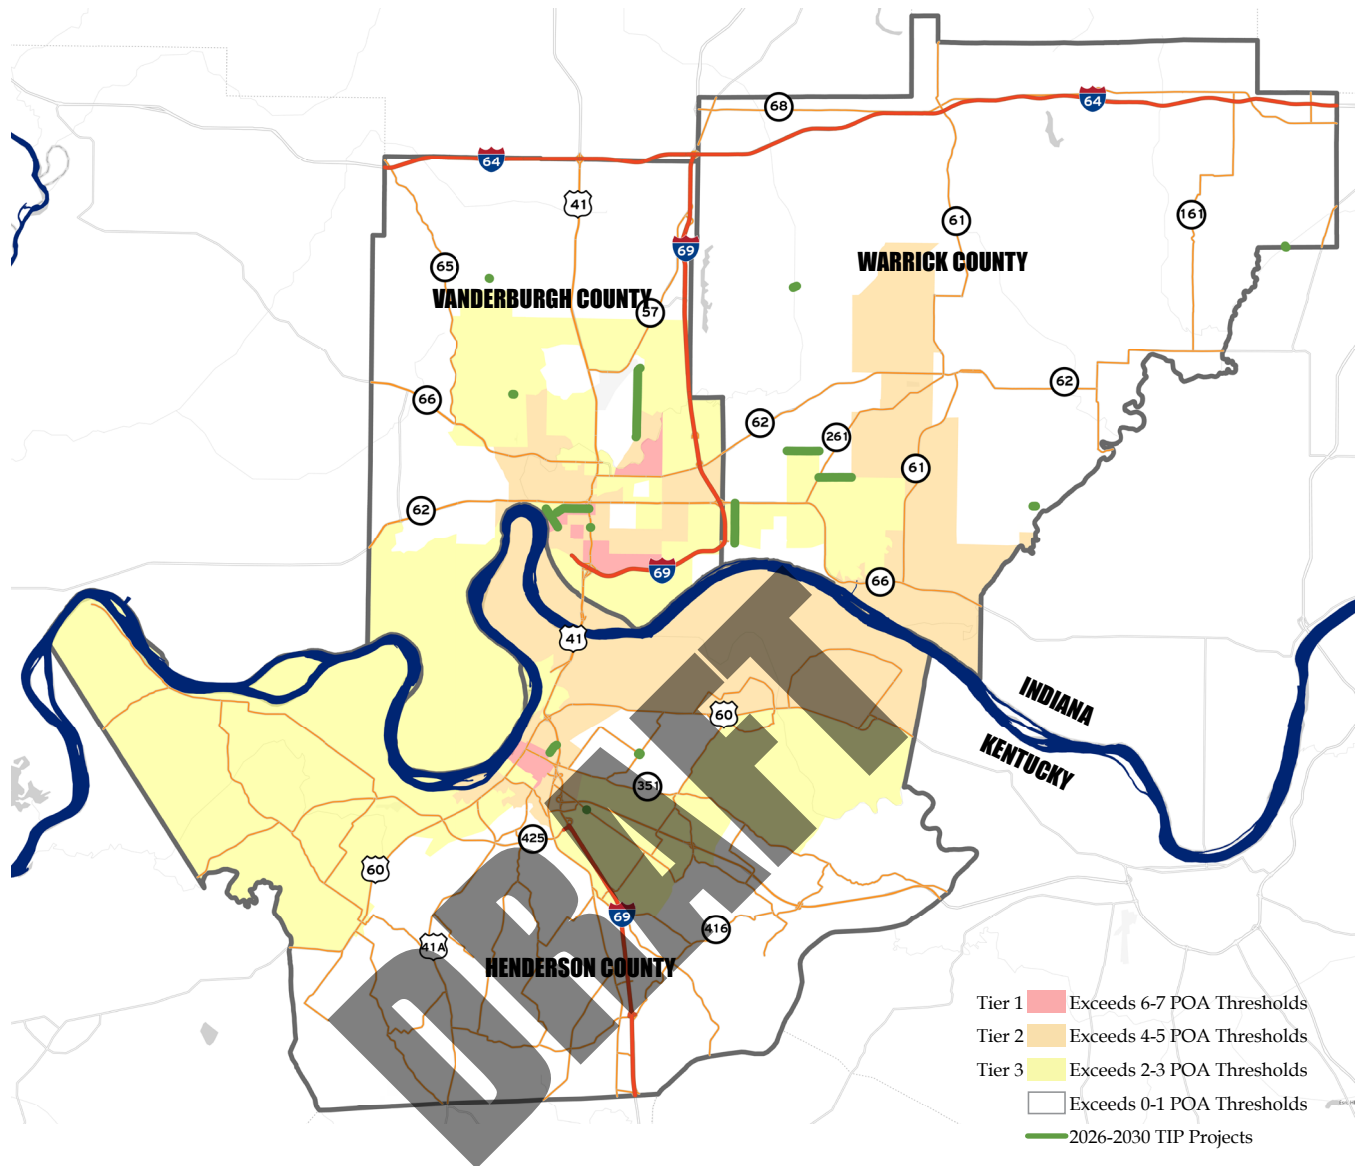 68
64
64
41
161
61
69
WARRICK COUNTY
65
VANDERBURGH COUNTY
57
62
66
62
261
61
62
69
66
41
INDIANA
60
KENTUCKY
351
425
60
69
416
41A
HENDERSON COUNTY
DRAFT
Tier 1 Exceeds 6-7 POA Thresholds
Tier 2 Exceeds 4-5 POA Thresholds
Tier 3 Exceeds 2-3 POA Thresholds
Exceeds 0-1 POA Thresholds
2026-2030 TIP Projects